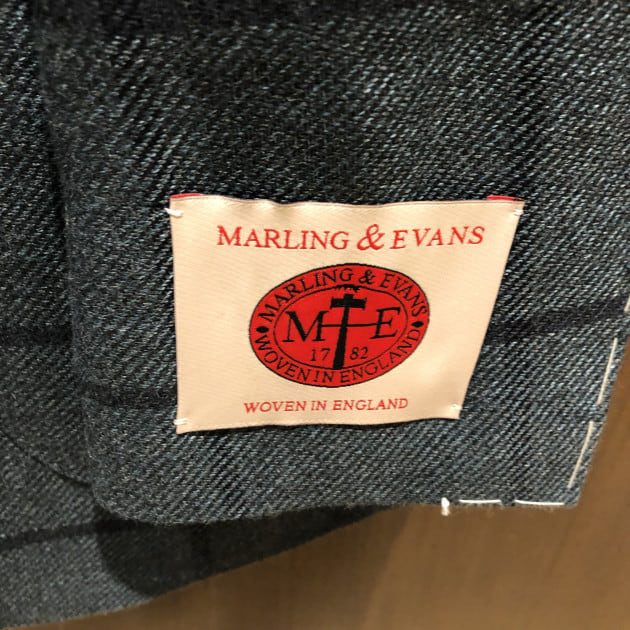 MARLING & EVANS
MARLING & EVANS
M E
17 82
WOVEN IN ENGLAND
WOVEN IN ENGLAND